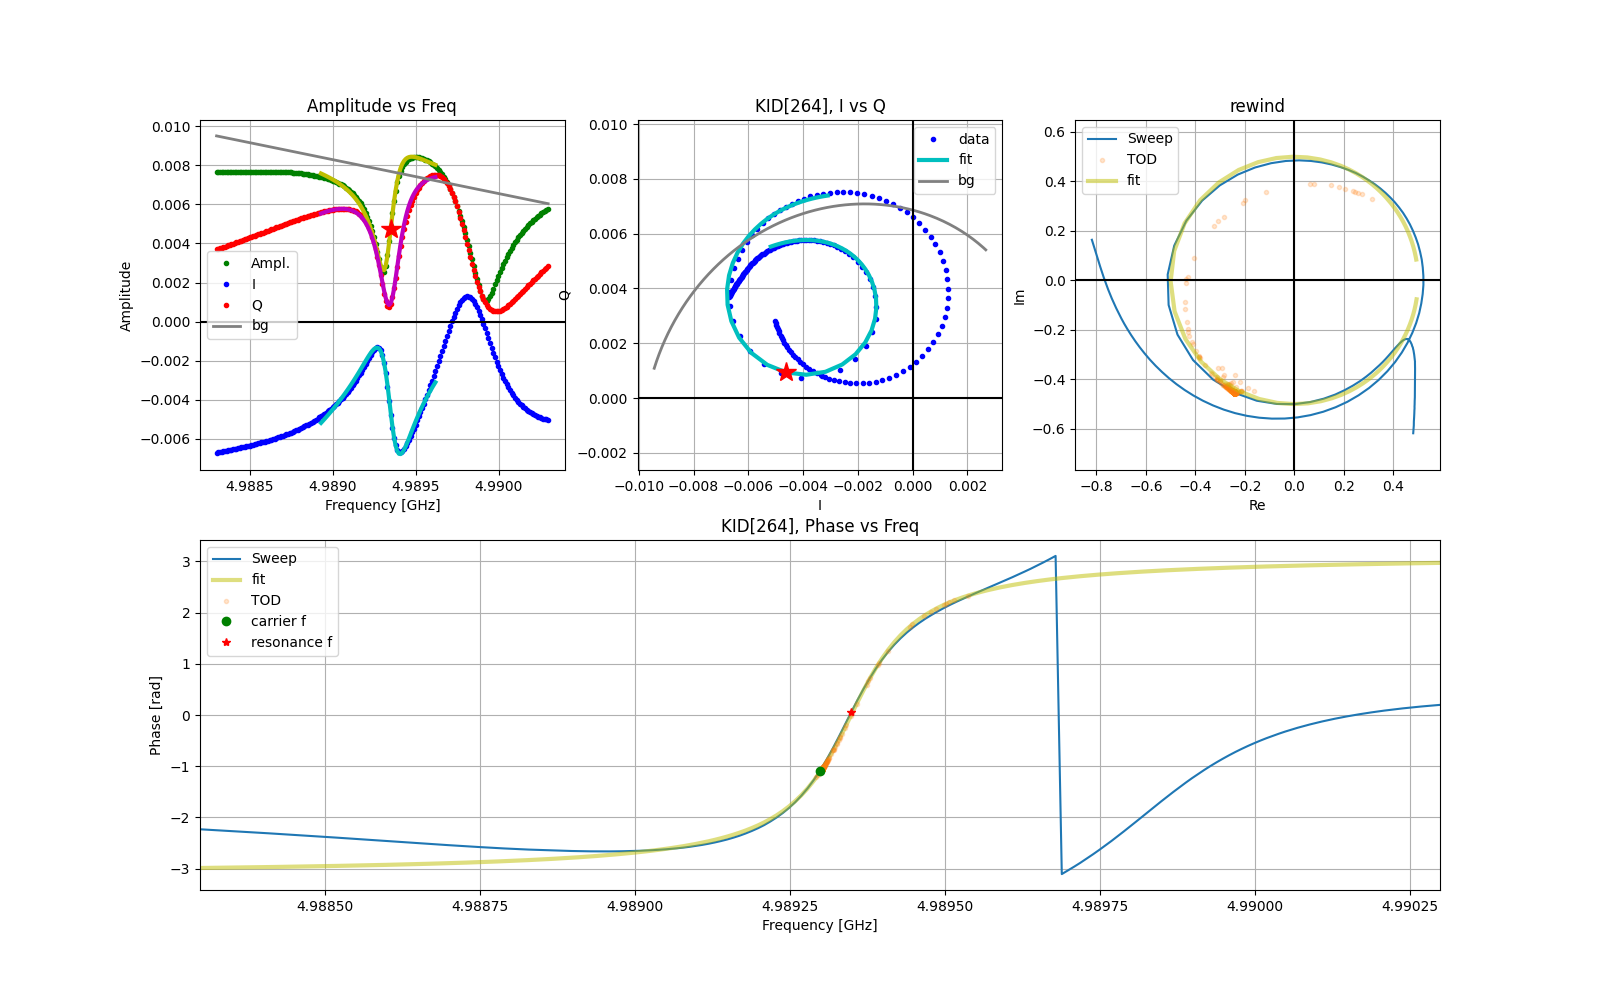 Amplitude vs Freq
0.010
0.008
0.006
0.004
0.002
0.000
−0.002
−0.004
−0.006
Amplitude
Ampl.
I
Q
bg
4.9885
4.9890
4.9895
4.9900
Frequency [GHz]
KID[264], I vs Q
0.010
0.008
0.006
0.004
0.002
0.000
−0.002
Q
data
fit
bg
−0.010
−0.008
−0.006
−0.004
−0.002
0.000
0.002
I
rewind
0.6
0.4
0.2
0.0
−0.2
−0.4
−0.6
Im
Sweep
TOD
fit
−0.8
−0.6
−0.4
−0.2
0.0
0.2
0.4
Re
KID[264], Phase vs Freq
3
2
1
0
−1
−2
−3
Phase [rad]
Sweep
fit
TOD
carrier f
resonance f
4.98850
4.98875
4.98900
4.98925
4.98950
4.98975
4.99000
4.99025
Frequency [GHz]